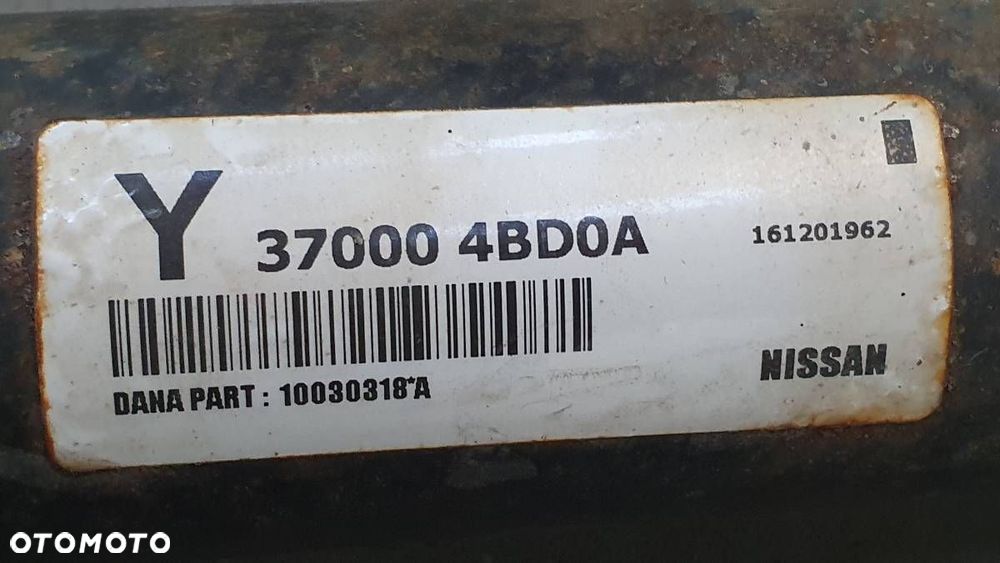 Y 37000 4BD0A
161201962
DANA PART : 10030318*A
NISSAN
OTOMOTO